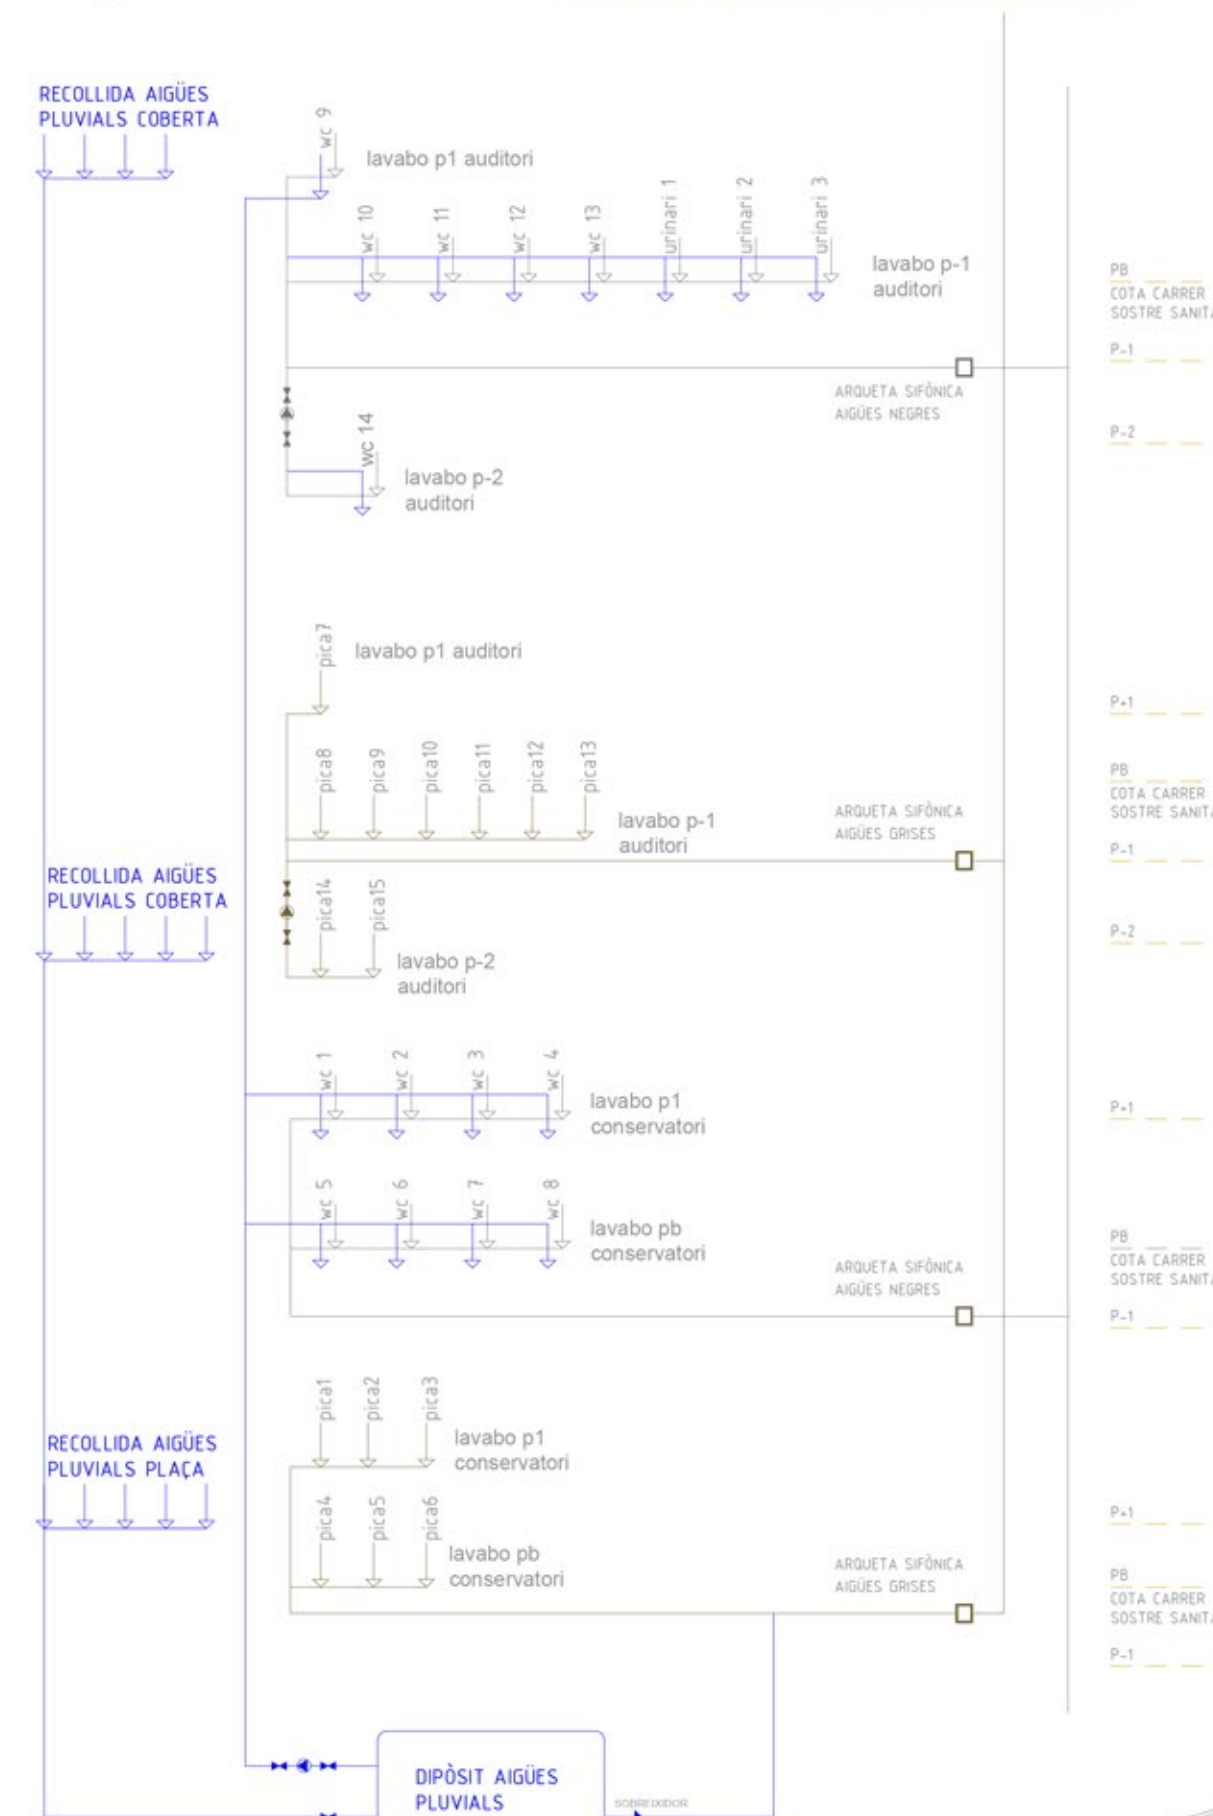 RECOLLIDA AIGÜES
PLUVIALS COBERTA
wc 9
lavabo p1 auditori
wc 10
wc 11
wc 12
wc 13
urinari 1
urinari 2
urinari 3
lavabo p-1
auditori
PB
COTA CARRER
P-1
ARQUETA SIFÒNICA
AIGÜES NEGRES
P-2
wc 14
lavabo p-2
auditori
pica7
lavabo p1 auditori
P+1
pica8
pica9
pica10
pica11
pica12
pica13
lavabo p-1
auditori
PB
COTA CARRER
ARQUETA SIFÒNICA
AIGÜES GRISES
P-1
RECOLLIDA AIGÜES
PLUVIALS COBERTA
pica14
pica15
P-2
lavabo p-2
auditori
wc 1
wc 2
wc 3
wc 4
lavabo p1
conservatori
P+1
wc 5
wc 6
wc 7
wc 8
lavabo pb
conservatori
PB
COTA CARRER
ARQUETA SIFÒNICA
AIGÜES NEGRES
P-1
pica1
pica2
pica3
lavabo p1
conservatori
RECOLLIDA AIGÜES
PLUVIALS PLAÇA
pica4
pica5
pica6
P+1
lavabo pb
conservatori
ARQUETA SIFÒNICA
AIGÜES GRISES
PB
COTA CARRER
P-1
DIPÒSIT AIGÜES
PLUVIALS
SOBREIXIDOR